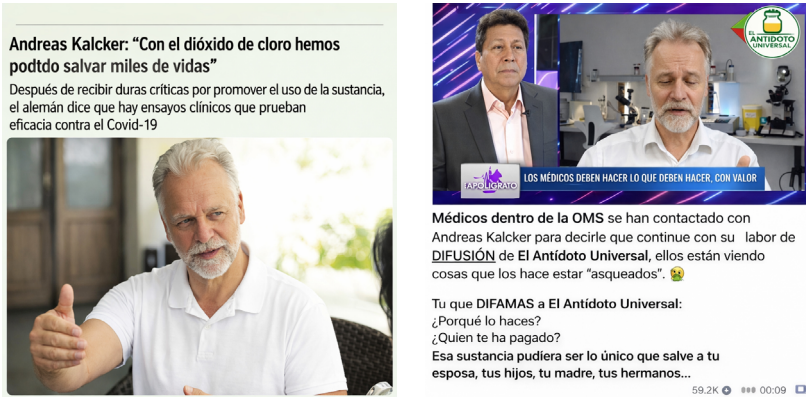 Andreas Kalcker: “Con el dióxido de cloro hemos
podtdo salvar miles de vidas”
Después de recibir duras críticas por promover el uso de la sustancia,
el alemán dice que hay ensayos clínicos que prueban
eficacia contra el Covid-19
EL
ANTIDOTO
UNIVERSAL
LOS MÉDICOS DEBEN HACER LO QUE DEBEN HACER, CON VALOR
Médicos dentro de la OMS se han contactado con
Andreas Kalcker para decirle que continue con su labor de
DIFUSIÓN de El Antídoto Universal, ellos están viendo
cosas que los hace estar “asqueados”. 🤮
Tu que DIFAMAS a El Antídoto Universal:
¿Porqué lo haces?
¿Quien te ha pagado?
Esa sustancia pudiera ser lo único que salve a tu
esposa, tus hijos, tu madre, tus hermanos...
59.2K 00:09